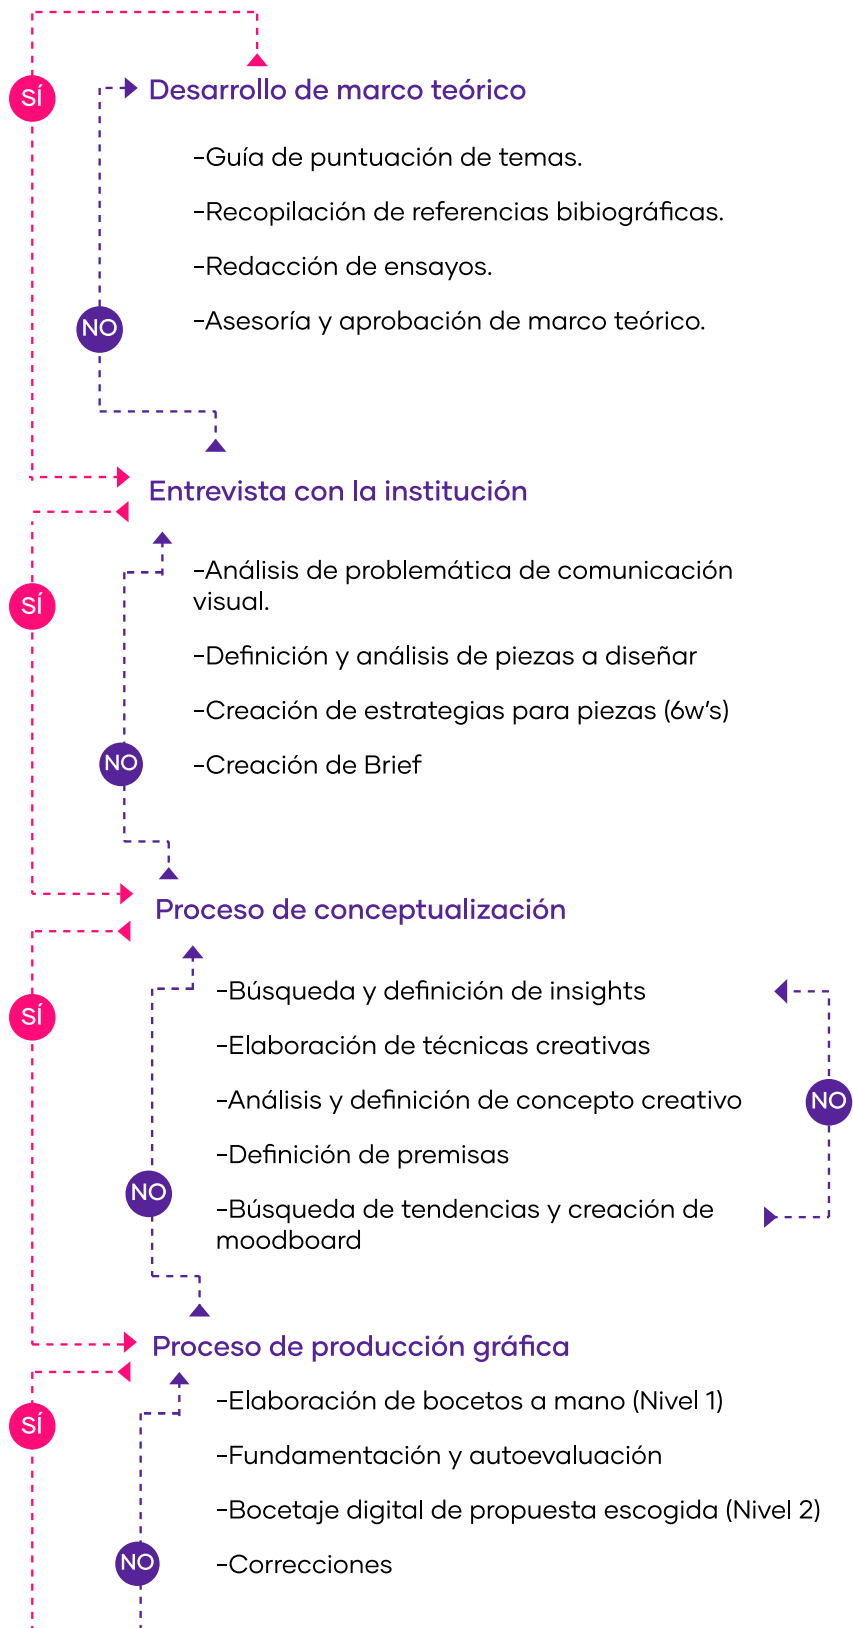 SÍ
Desarrollo de marco teórico
-Guía de puntuación de temas.
-Recopilación de referencias bibiográficas.
-Redacción de ensayos.
NO
-Asesoría y aprobación de marco teórico.
Entrevista con la institución
-Análisis de problemática de comunicación
visual.
SÍ
-Definición y análisis de piezas a diseñar
-Creación de estrategias para piezas (6w's)
NO
-Creación de Brief
Proceso de conceptualización
-Búsqueda y definición de insights
SÍ
-Elaboración de técnicas creativas
-Análisis y definición de concepto creativo
NO
-Definición de premisas
NO
-Búsqueda de tendencias y creación de
moodboard
Proceso de producción gráfica
-Elaboración de bocetos a mano (Nivel 1)
SÍ
-Fundamentación y autoevaluación
-Bocetaje digital de propuesta escogida (Nivel 2)
NO
-Correcciones